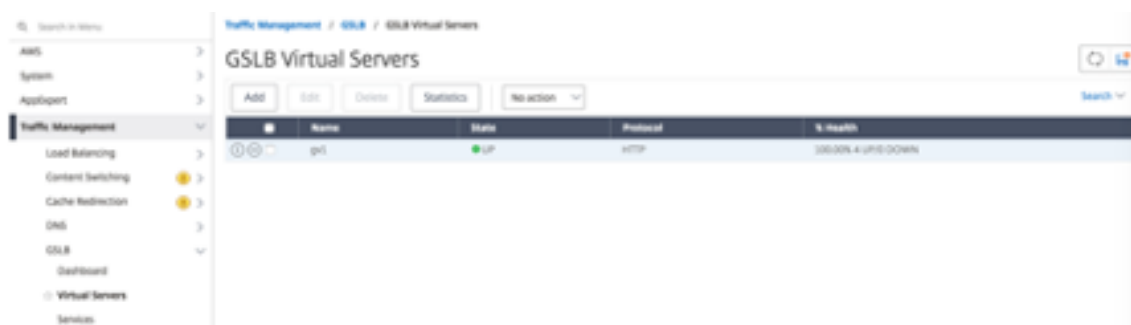 Search in Menu
Traffic Management / GSLB / GSLB Virtual Servers
AWS
System
AppExpert
Traffic Management
Load Balancing
Content Switching
Cache Redirection
DNS
GSLB
Dashboard
Virtual Servers
Services
GSLB Virtual Servers
Add Edit Delete Statistics No action
Search
Name State Protocol % Health
gv1 UP HTTP 100.00% 4 UP/0 DOWN